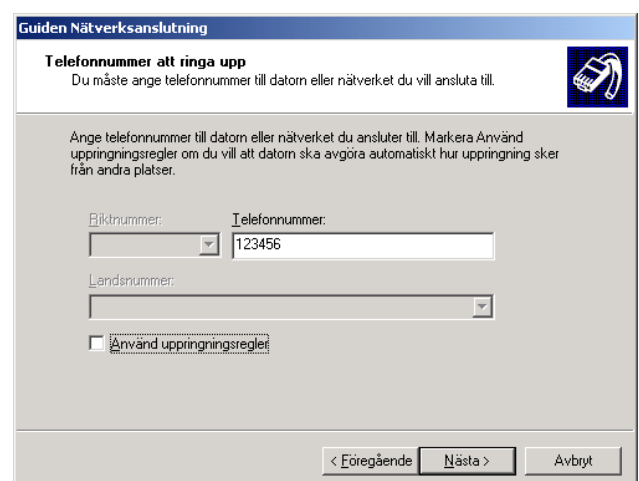 Guiden Nätverksanslutning
Telefonnummer att ringa upp
Du måste ange telefonnummer till datorn eller nätverket du vill ansluta till.
Ange telefonnummer till datorn eller nätverket du ansluter till. Markera Använd
uppringningsregler om du vill att datorn ska avgöra automatiskt hur uppringning sker
från andra platser.
Riktnummer: Telefonnummer:
123456
Landsnummer:
Använd uppringningsregler
< Föregående Nästa > Avbryt